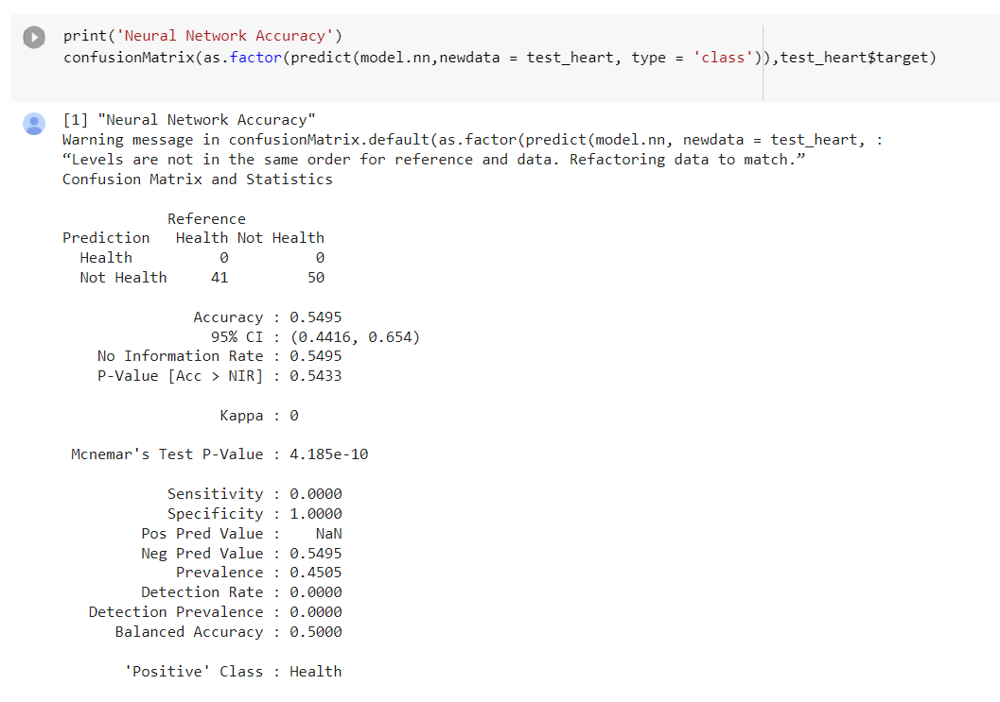 print('Neural Network Accuracy')
confusionMatrix(as.factor(predict(model.nn,newdata = test_heart, type = 'class')),test_heart$target)
[1] "Neural Network Accuracy"
Warning message in confusionMatrix.default(as.factor(predict(model.nn, newdata = test_heart, :
“Levels are not in the same order for reference and data. Refactoring data to match.”
Confusion Matrix and Statistics
            Reference
Prediction   Health Not Health
  Health          0          0
  Not Health     41         50
               Accuracy : 0.5495
                 95% CI : (0.4416, 0.654)
    No Information Rate : 0.5495
    P-Value [Acc > NIR] : 0.5433
                  Kappa : 0
 Mcnemar's Test P-Value : 4.185e-10
            Sensitivity : 0.0000
            Specificity : 1.0000
         Pos Pred Value :    NaN
         Neg Pred Value : 0.5495
             Prevalence : 0.4505
         Detection Rate : 0.0000
   Detection Prevalence : 0.0000
      Balanced Accuracy : 0.5000
       'Positive' Class : Health